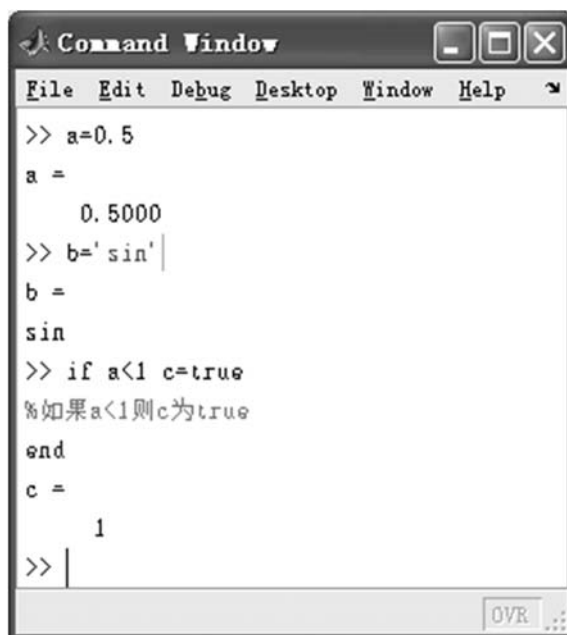 Command Window
File Edit Debug Desktop Window Help
>> a=0.5
a =
0.5000
>> b='sin'
b =
sin
>> if a<1 c=true
%如果a<1则c为true
end
c =
1
>>
OVR